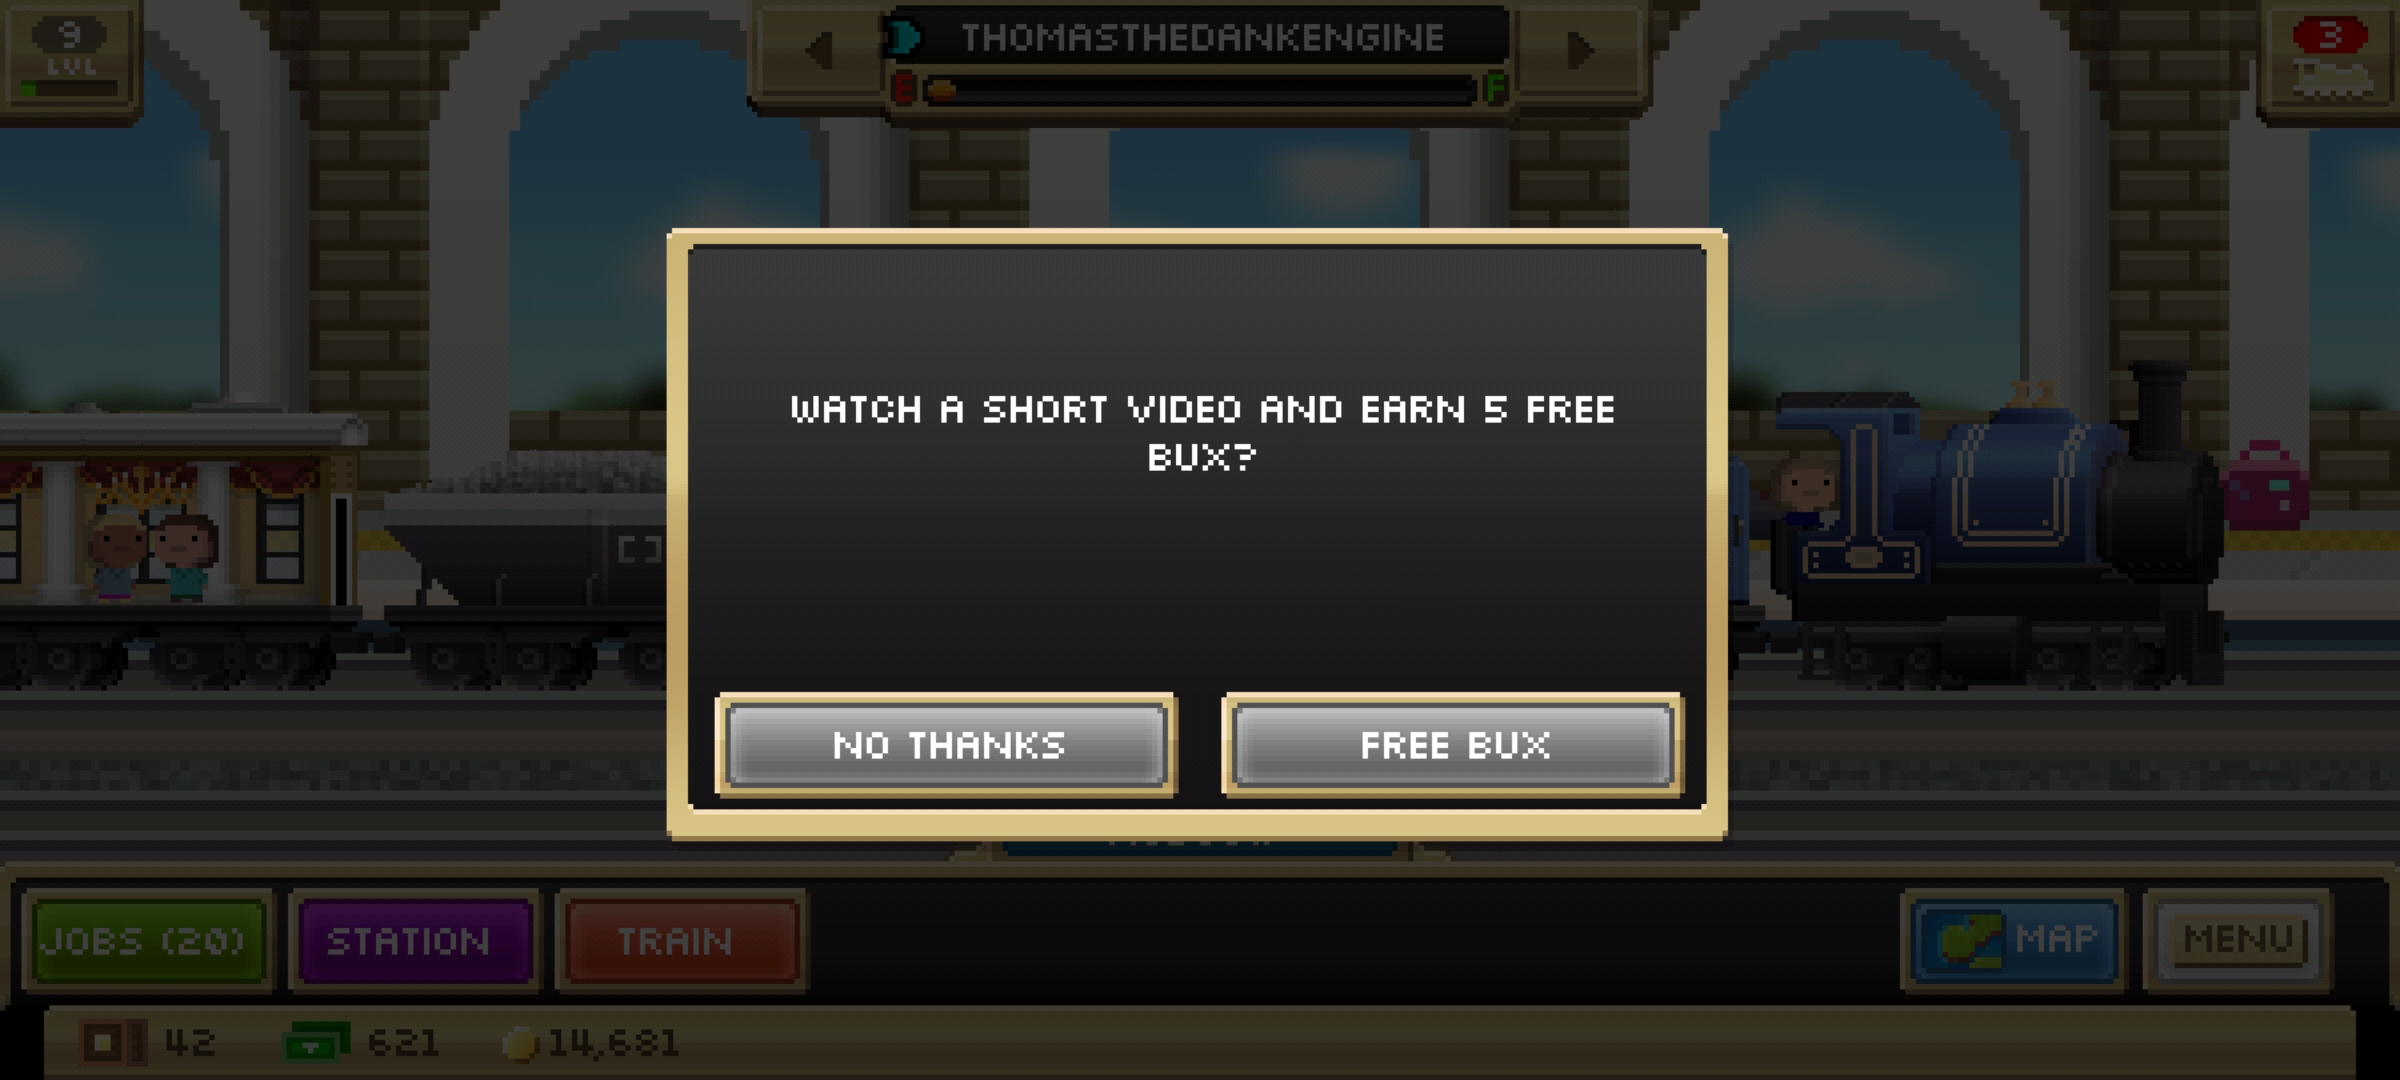 9
LVL
THOMASTHEDANKENGINE
E F
3
WATCH A SHORT VIDEO AND EARN 5 FREE
BUX?
NO THANKS
FREE BUX
JOBS (20)
STATION
TRAIN
MAP
MENU
42
621
14,681